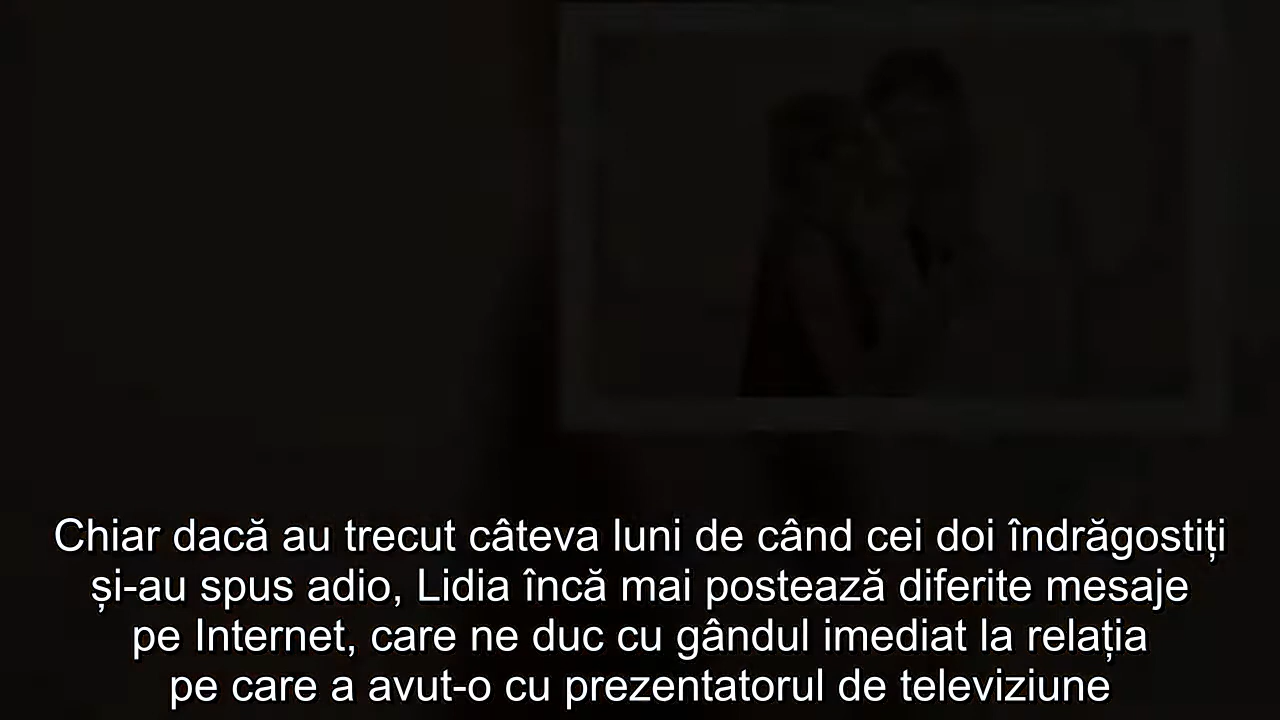 Chiar dacă au trecut câteva luni de când cei doi îndrăgostiți
și-au spus adio, Lidia încă mai postează diferite mesaje
pe Internet, care ne duc cu gândul imediat la relația
pe care a avut-o cu prezentatorul de televiziune